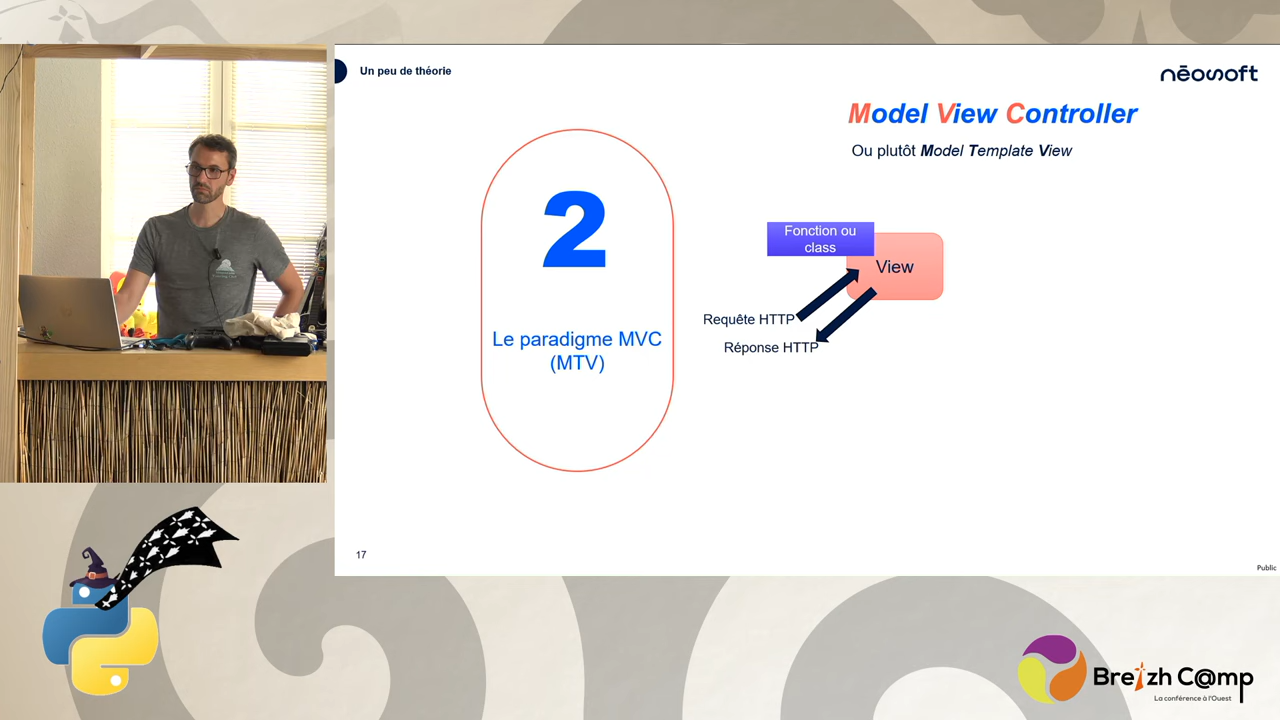 Un peu de théorie
nēosoft
Model View Controller
Ou plutôt Model Template View
2
Le paradigme MVC
(MTV)
Fonction ou
class
View
Requête HTTP
Réponse HTTP
17
Public
Breizh C@mp
La conférence à l'Ouest